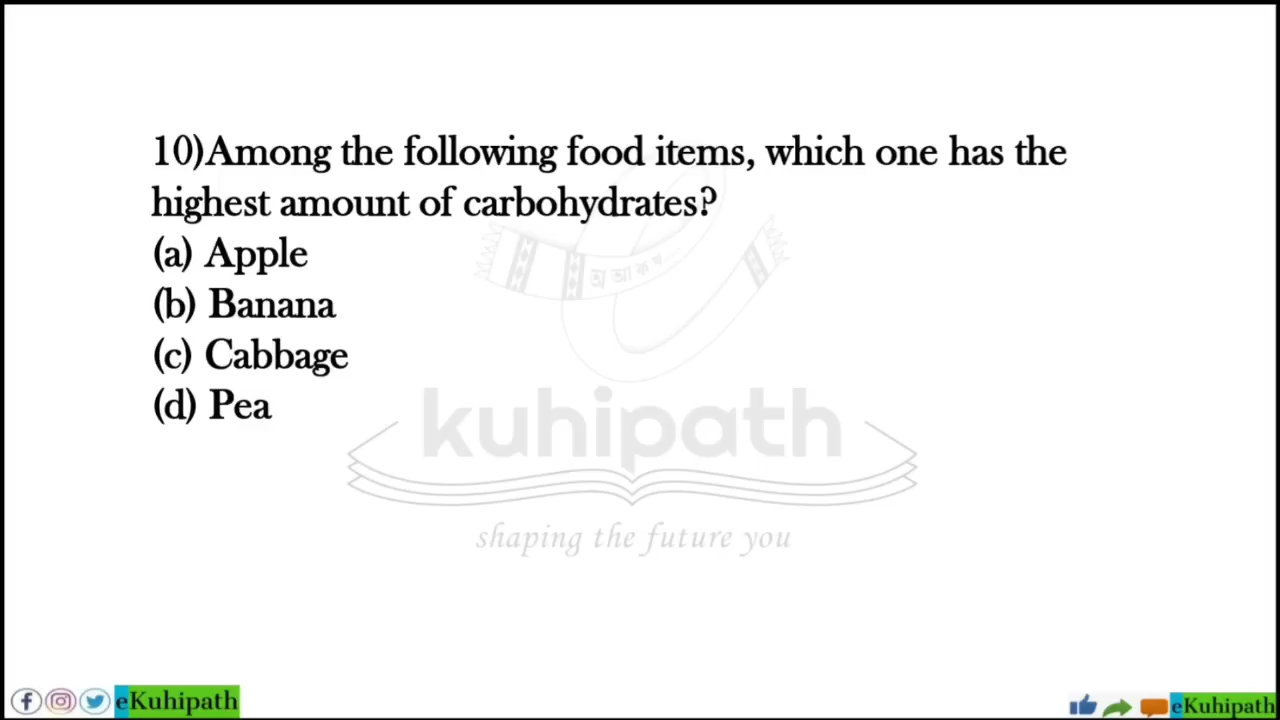 10)Among the following food items, which one has the
highest amount of carbohydrates?
(a) Apple
(b) Banana
(c) Cabbage
(d) Pea
অ আ ক খ
kuhipath
shaping the future you
eKuhipath
eKuhipath